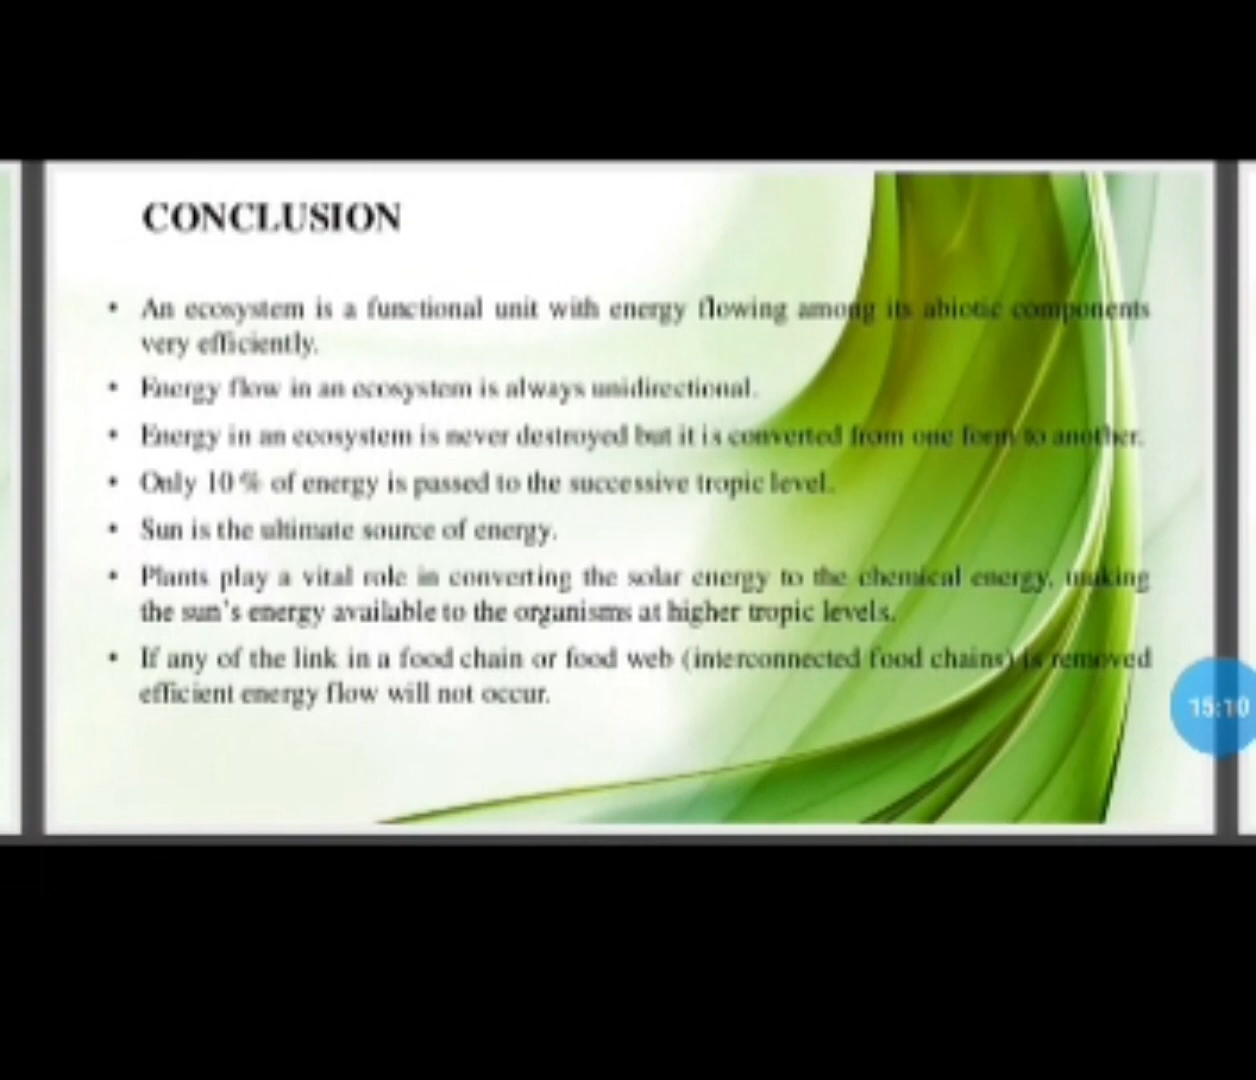 CONCLUSION
• An ecosystem is a functional unit with energy flowing among its abiotic components
very efficiently.
• Energy flow in an ecosystem is always unidirectional.
• Energy in an ecosystem is never destroyed but it is converted from one form to another.
• Only 10 % of energy is passed to the successive tropic level.
• Sun is the ultimate source of energy.
• Plants play a vital role in converting the solar energy to the chemical energy, making
the sun's energy available to the organisms at higher tropic levels.
• If any of the link in a food chain or food web (interconnected food chains) is removed
efficient energy flow will not occur.
15:10